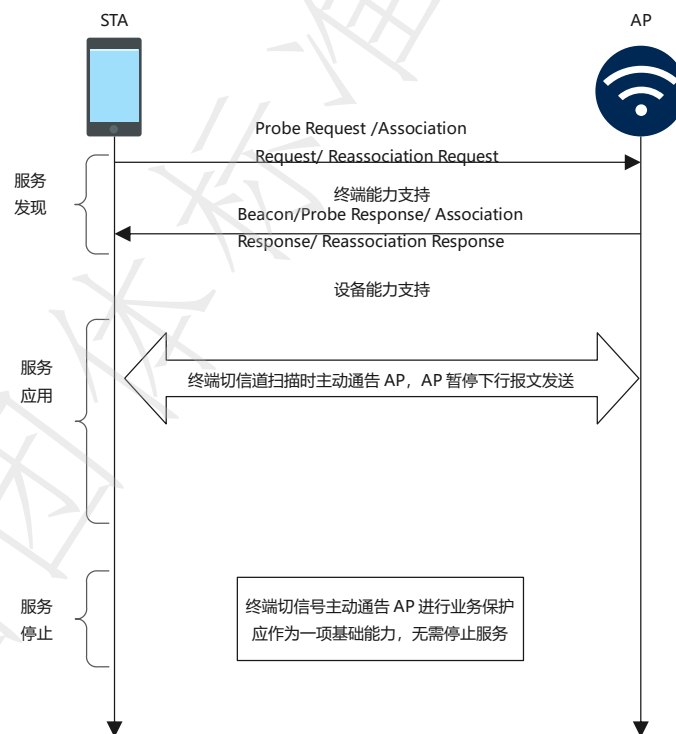 STA
AP
Probe Request /Association
Request/ Reassociation Request
服务
发现
终端能力支持
Beacon/Probe Response/ Association
Response/ Reassociation Response
设备能力支持
服务
应用
终端切信道扫描时主动通告 AP，AP 暂停下行报文发送
服务
停止
终端切信号主动通告 AP 进行业务保护
应作为一项基础能力，无需停止服务
团体标准